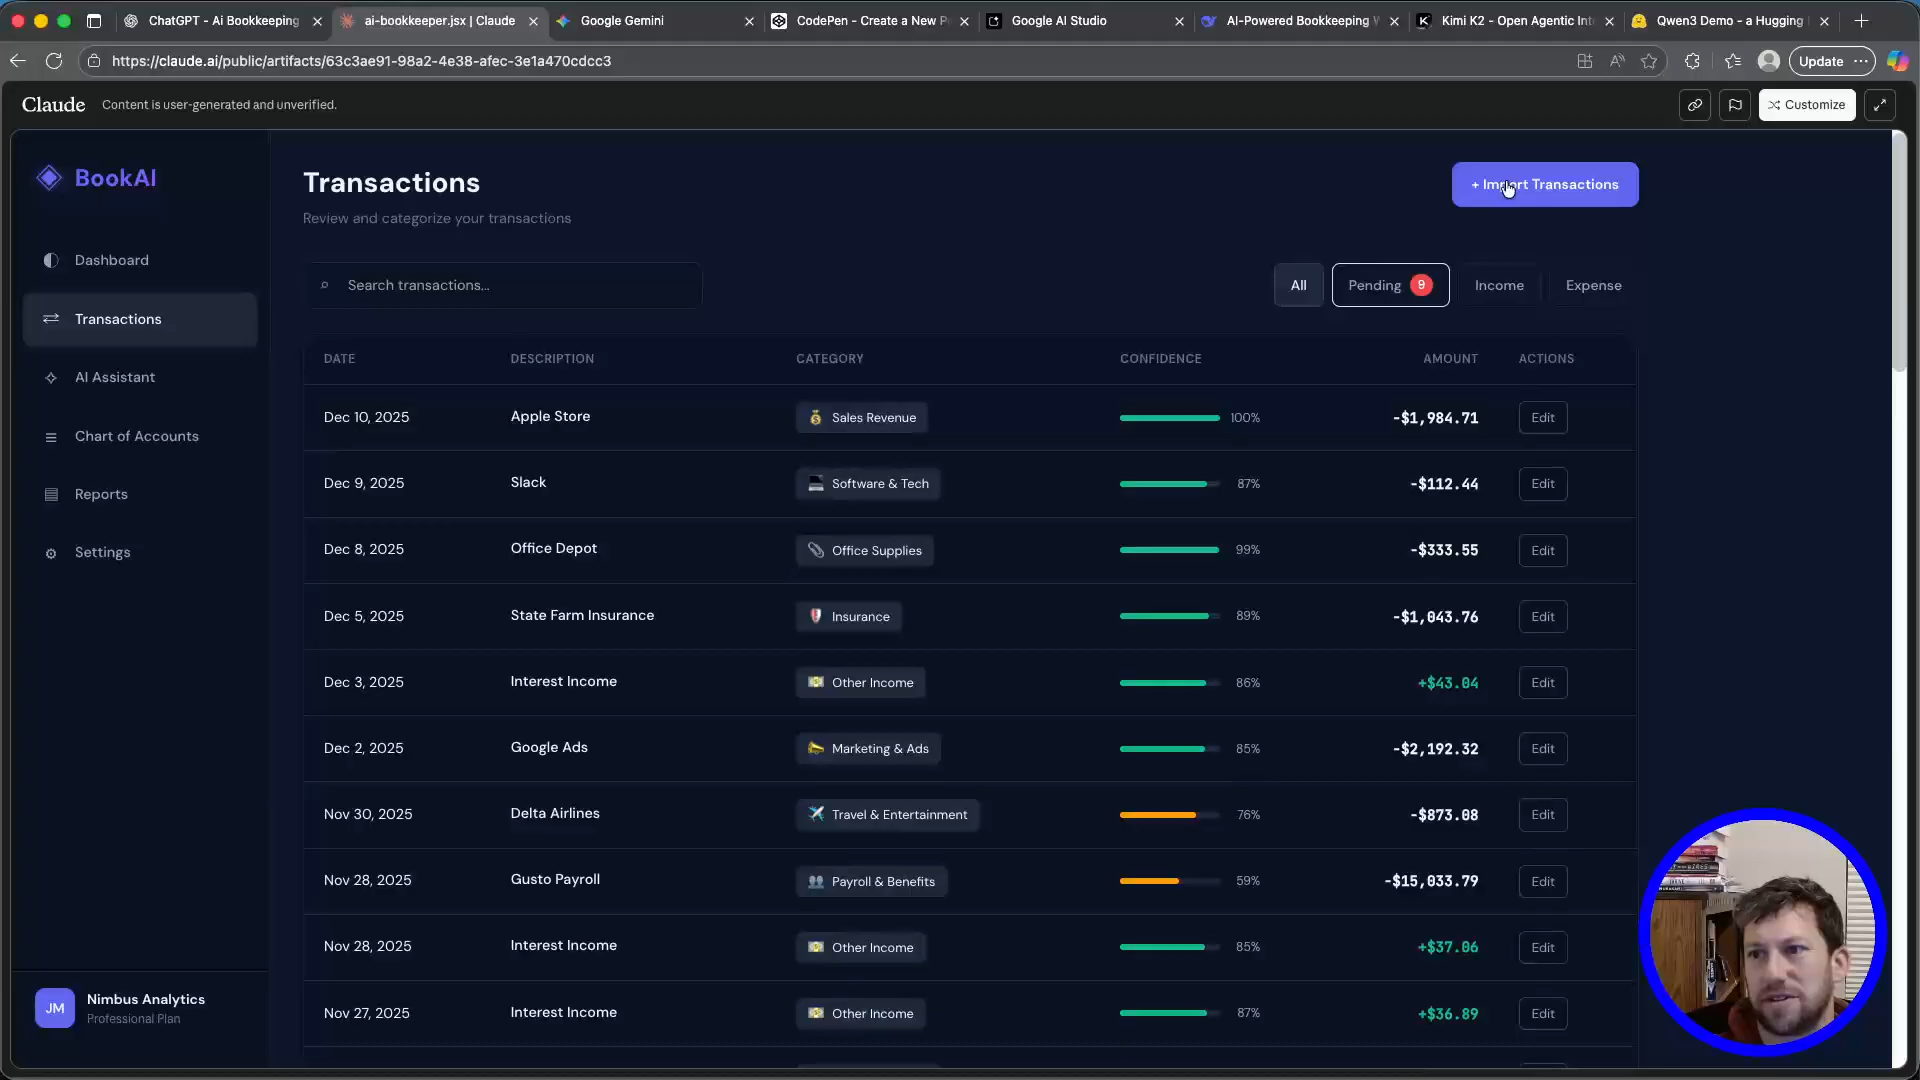 ChatGPT - Ai Bookkeeping
ai-bookkeeper.jsx | Claude
Google Gemini
CodePen - Create a New P
Google AI Studio
AI-Powered Bookkeeping W
Kimi K2 - Open Agentic Int
Qwen3 Demo - a Hugging
https://claude.ai/public/artifacts/63c3ae91-98a2-4e38-afec-3e1a470cdcc3
Update
Claude
Content is user-generated and unverified.
Customize
BookAI
Dashboard
Transactions
AI Assistant
Chart of Accounts
Reports
Settings
JM
Nimbus Analytics
Professional Plan
Transactions
Review and categorize your transactions
+ Import Transactions
Search transactions...
All Pending 9 Income Expense
DATE DESCRIPTION CATEGORY CONFIDENCE AMOUNT ACTIONS
Dec 10, 2025 Apple Store Sales Revenue 100% -$1,984.71 Edit
Dec 9, 2025 Slack Software & Tech 87% -$112.44 Edit
Dec 8, 2025 Office Depot Office Supplies 99% -$333.55 Edit
Dec 5, 2025 State Farm Insurance Insurance 89% -$1,043.76 Edit
Dec 3, 2025 Interest Income Other Income 86% +$43.04 Edit
Dec 2, 2025 Google Ads Marketing & Ads 85% -$2,192.32 Edit
Nov 30, 2025 Delta Airlines Travel & Entertainment 76% -$873.08 Edit
Nov 28, 2025 Gusto Payroll Payroll & Benefits 59% -$15,033.79 Edit
Nov 28, 2025 Interest Income Other Income 85% +$37.06 Edit
Nov 27, 2025 Interest Income Other Income 87% +$36.89 Edit